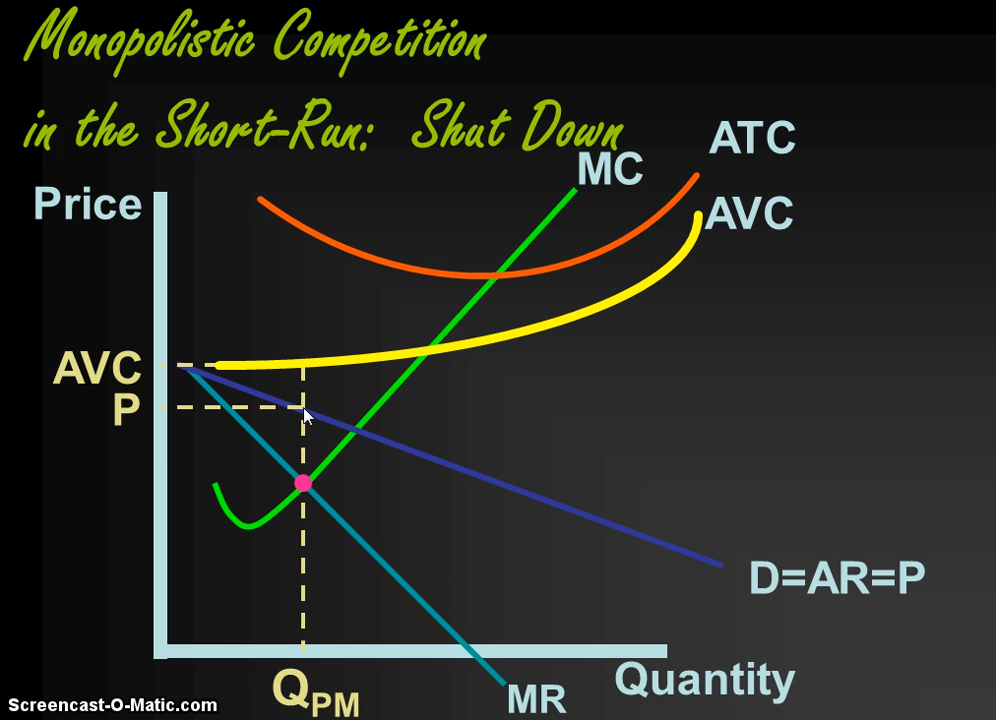 Monopolistic Competition
in the Short-Run: Shut Down
ATC
MC
AVC
Price
AVC
P
D=AR=P
Quantity
QPM
MR
Screencast-O-Matic.com